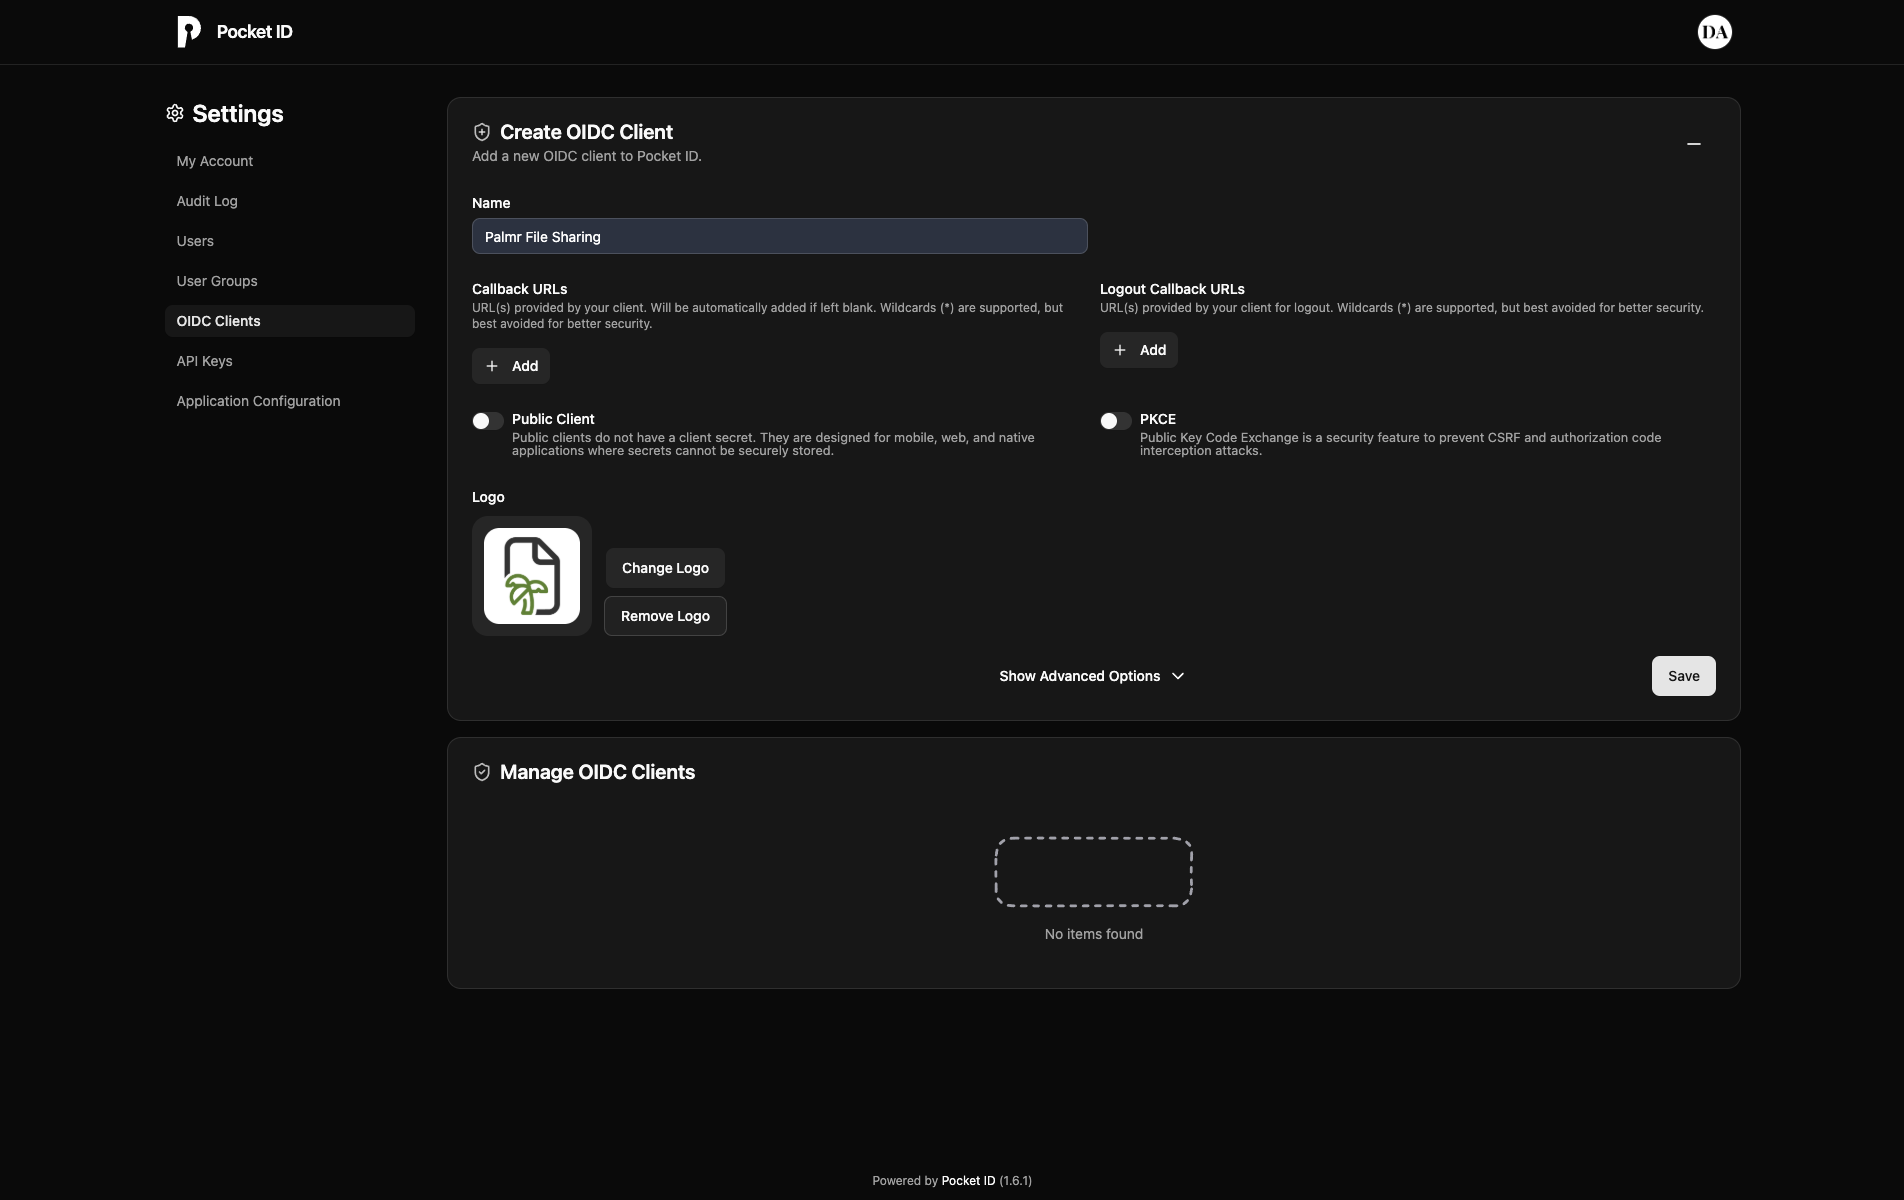 Pocket ID
DA
Settings
My Account
Audit Log
Users
User Groups
OIDC Clients
API Keys
Application Configuration
Create OIDC Client
Add a new OIDC client to Pocket ID.
Name
Palmr File Sharing
Callback URLs
URL(s) provided by your client. Will be automatically added if left blank. Wildcards (*) are supported, but
best avoided for better security.
Add
Logout Callback URLs
URL(s) provided by your client for logout. Wildcards (*) are supported, but best avoided for better security.
Add
Public Client
Public clients do not have a client secret. They are designed for mobile, web, and native
applications where secrets cannot be securely stored.
PKCE
Public Key Code Exchange is a security feature to prevent CSRF and authorization code
interception attacks.
Logo
Change Logo
Remove Logo
Show Advanced Options
Save
Manage OIDC Clients
No items found
Powered by Pocket ID (1.6.1)